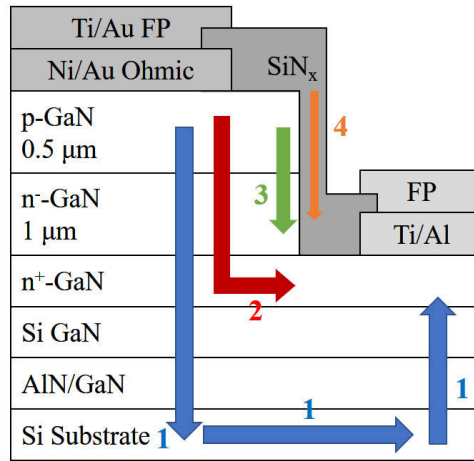 Ti/Au FP
Ni/Au Ohmic
SiNₓ
p-GaN
0.5 μm
4
3
n⁻-GaN
1 μm
FP
Ti/Al
n⁺-GaN
2
Si GaN
AlN/GaN
1
1
Si Substrate 1